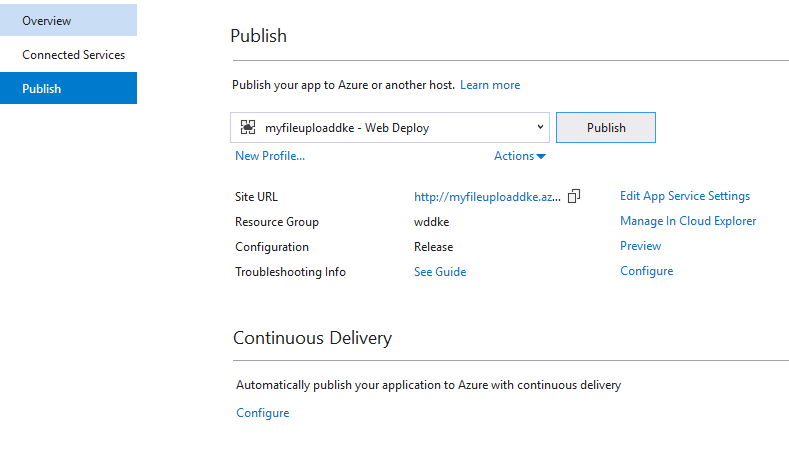 Overview
Connected Services
Publish
Publish
Publish your app to Azure or another host. Learn more
myfileuploaddke - Web Deploy
Publish
New Profile...
Actions
Site URL
http://myfileuploaddke.az...
Edit App Service Settings
Resource Group
wddke
Manage In Cloud Explorer
Configuration
Release
Preview
Troubleshooting Info
See Guide
Configure
Continuous Delivery
Automatically publish your application to Azure with continuous delivery
Configure